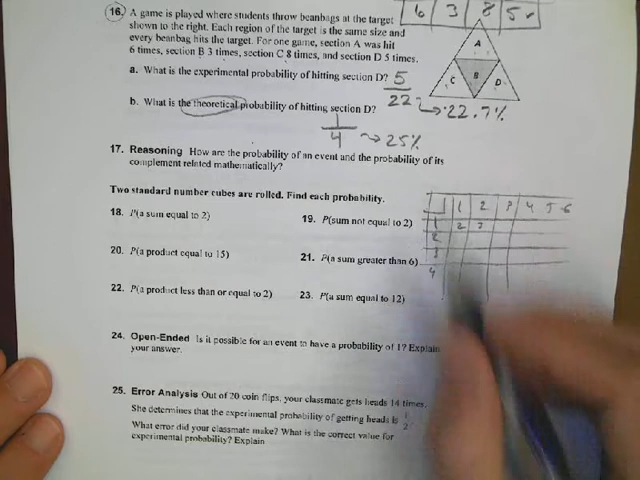 6 3 8 5
16. A game is played where students throw beanbags at the target
shown to the right. Each region of the target is the same size and
every beanbag hits the target. For one game, section A was hit
6 times, section B 3 times, section C 8 times, and section D 5 times.
A
C B D
a. What is the experimental probability of hitting section D? 5/22 → 22.7%
b. What is the theoretical probability of hitting section D?
1/4 → 25%
17. Reasoning How are the probability of an event and the probability of its
complement related mathematically?
Two standard number cubes are rolled. Find each probability.
1 2 3 4 5 6
18. P(a sum equal to 2) 19. P(sum not equal to 2)
1 2 3
2
3
4
20. P(a product equal to 15) 21. P(a sum greater than 6)
22. P(a product less than or equal to 2) 23. P(a sum equal to 12)
24. Open-Ended Is it possible for an event to have a probability of 1? Explain
your answer.
25. Error Analysis Out of 20 coin flips, your classmate gets heads 14 times.
She determines that the experimental probability of getting heads is 1/2.
What error did your classmate make? What is the correct value for
experimental probability? Explain